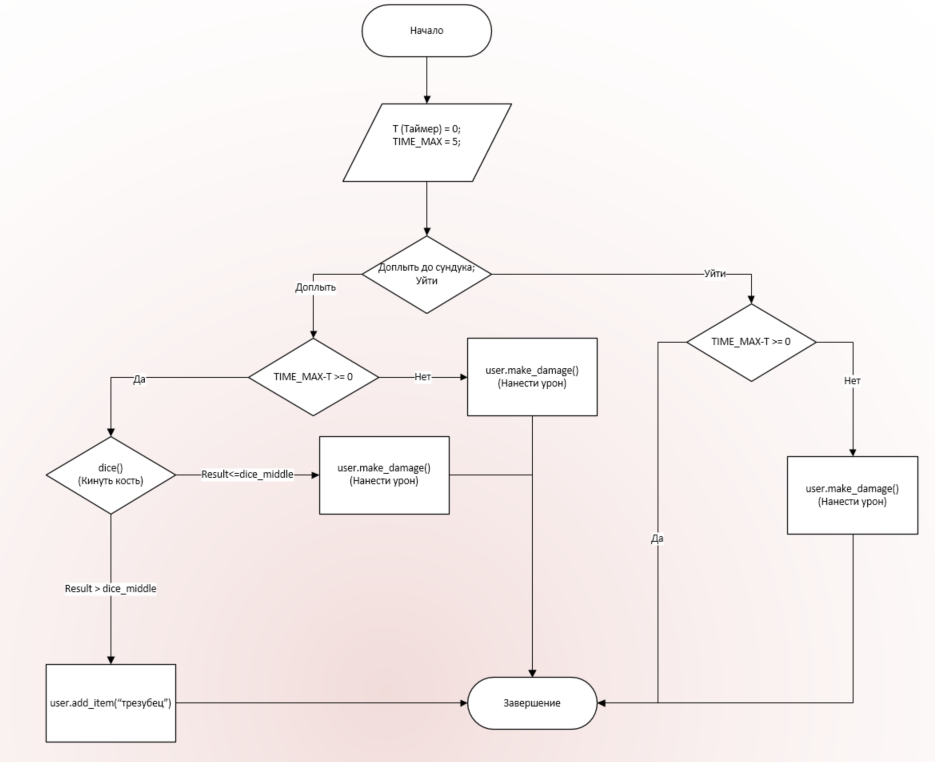 Начало
T (Таймер) = 0;
TIME_MAX = 5;
Доплыть до сундука;
Уйти
Доплыть
Уйти
TIME_MAX-T >= 0
Да
Нет
user.make_damage()
(Нанести урон)
TIME_MAX-T >= 0
Нет
Да
dice()
(Кинуть кость)
Result<=dice_middle
user.make_damage()
(Нанести урон)
user.make_damage()
(Нанести урон)
Result > dice_middle
user.add_item("трезубец")
Завершение